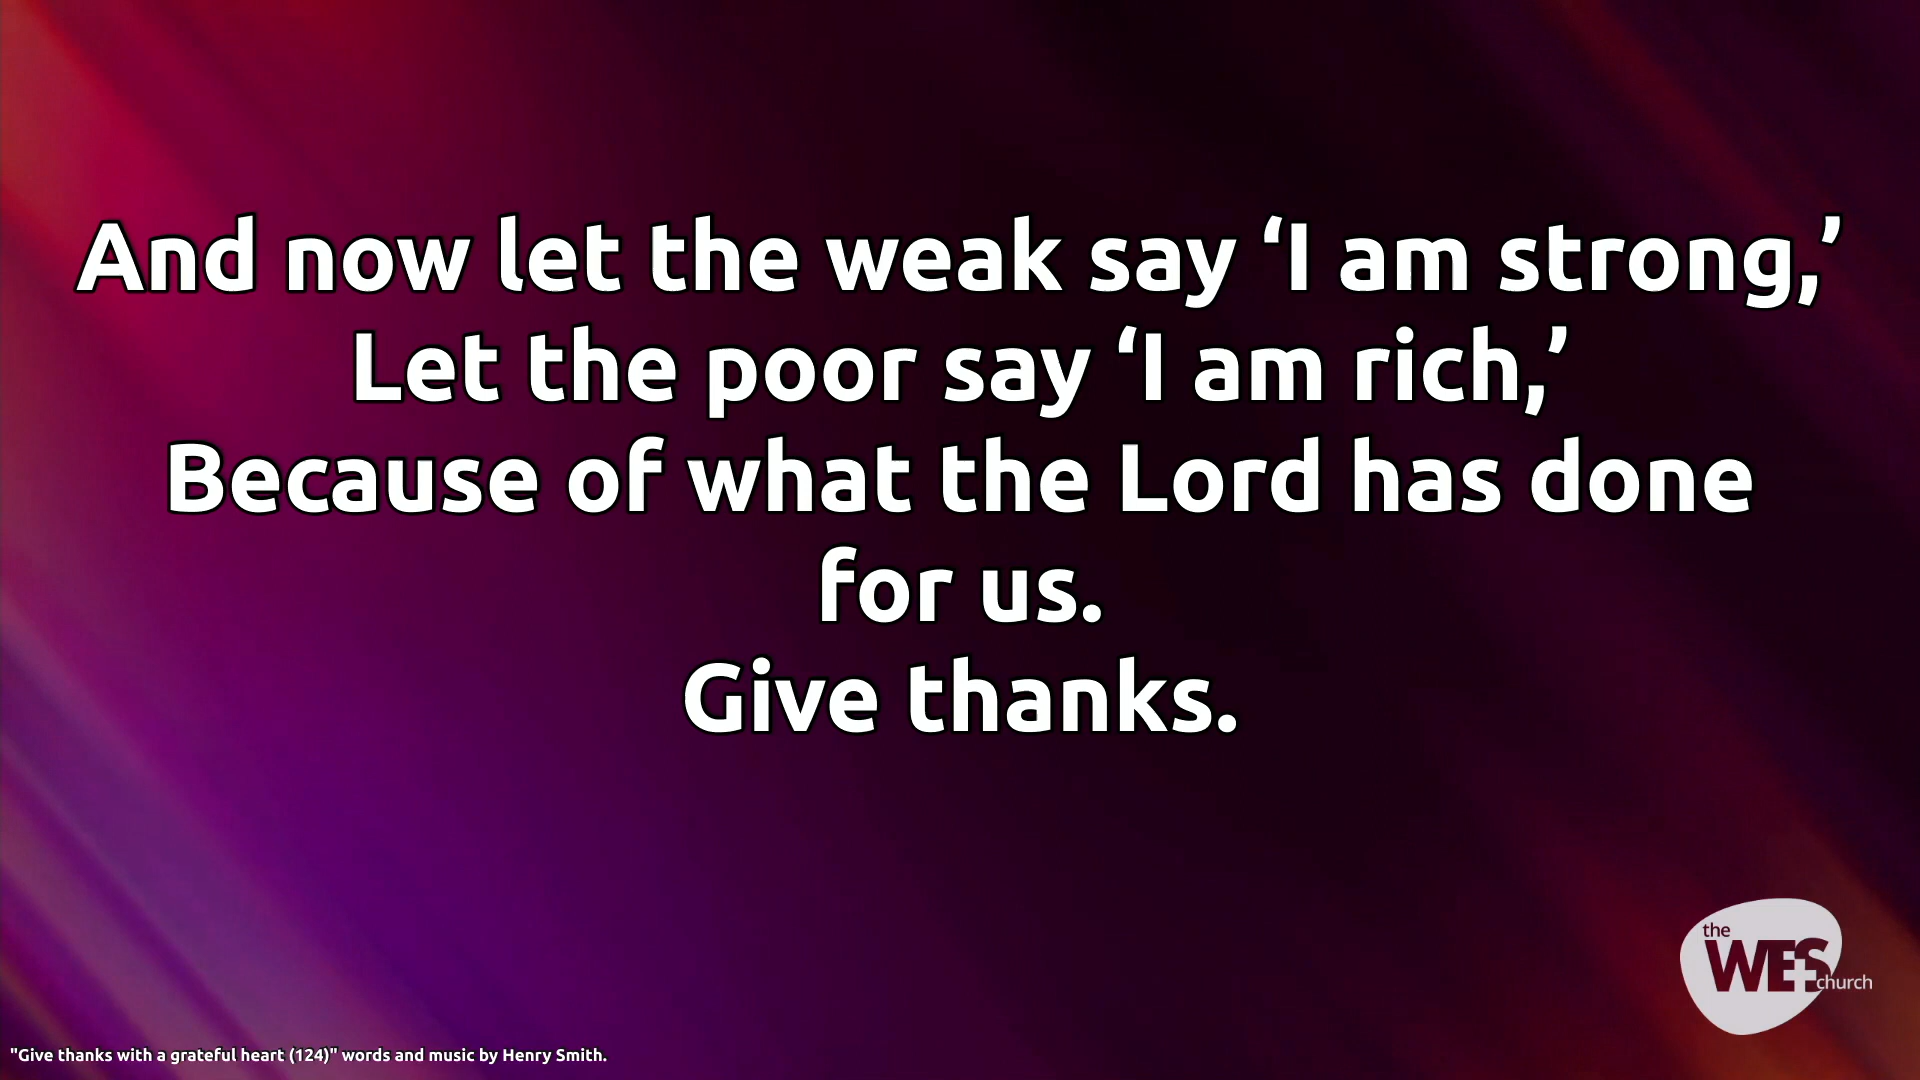 And now let the weak say ‘I am strong,’
Let the poor say ‘I am rich,’
Because of what the Lord has done
for us.
Give thanks.
the
WES
church
"Give thanks with a grateful heart (124)" words and music by Henry Smith.